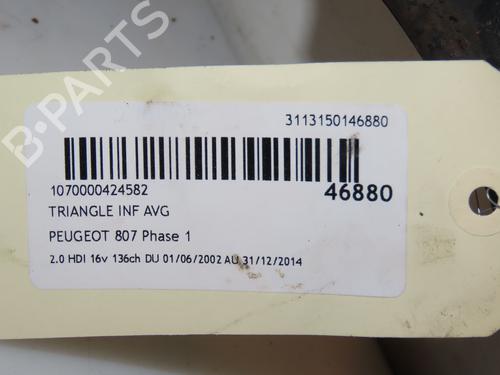 3113150146880
1070000424582
46880
TRIANGLE INF AVG
PEUGEOT 807 Phase 1
2.0 HDI 16v 136ch DU 01/06/2002 AU 31/12/2014
B-PARTS